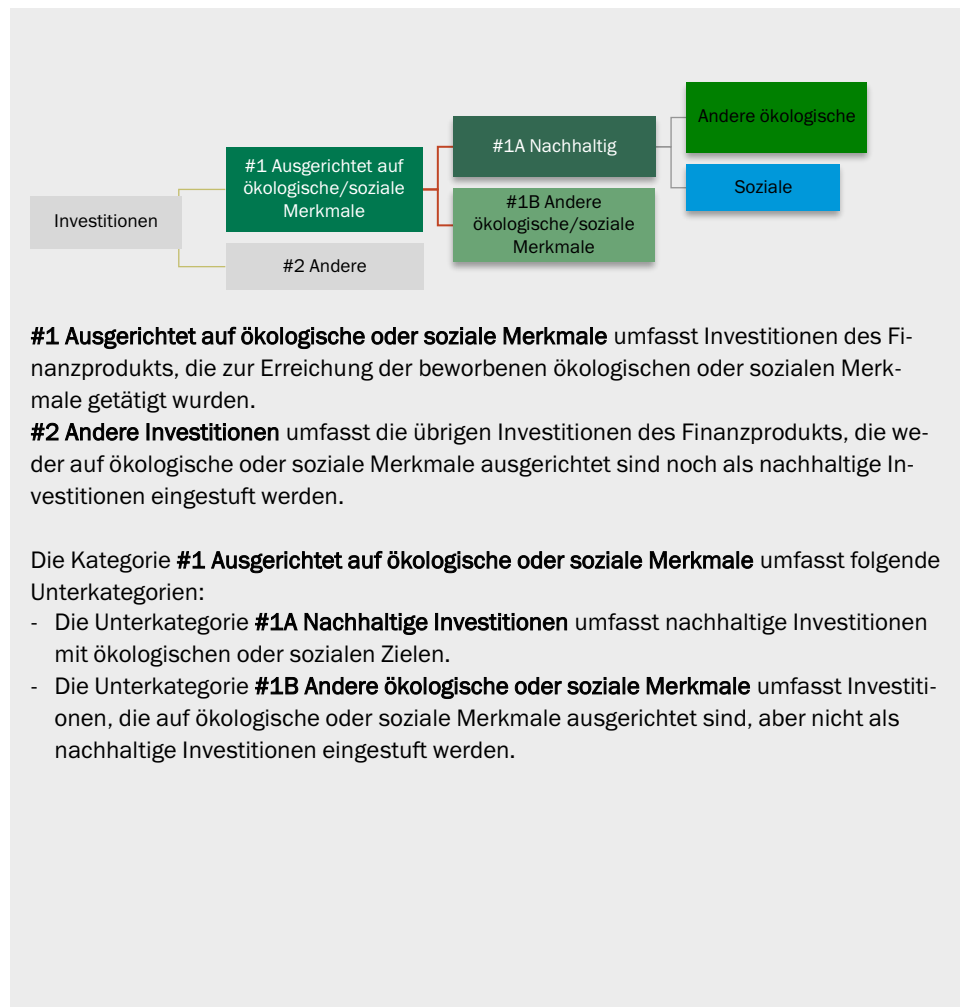 Investitionen
#1 Ausgerichtet auf
ökologische/soziale
Merkmale
#2 Andere
#1A Nachhaltig
#1B Andere
ökologische/soziale
Merkmale
Andere ökologische
Soziale
#1 Ausgerichtet auf ökologische oder soziale Merkmale umfasst Investitionen des Fi-
nanzprodukts, die zur Erreichung der beworbenen ökologischen oder sozialen Merk-
male getätigt wurden.
#2 Andere Investitionen umfasst die übrigen Investitionen des Finanzprodukts, die we-
der auf ökologische oder soziale Merkmale ausgerichtet sind noch als nachhaltige In-
vestitionen eingestuft werden.
Die Kategorie #1 Ausgerichtet auf ökologische oder soziale Merkmale umfasst folgende
Unterkategorien:
- Die Unterkategorie #1A Nachhaltige Investitionen umfasst nachhaltige Investitionen
mit ökologischen oder sozialen Zielen.
- Die Unterkategorie #1B Andere ökologische oder soziale Merkmale umfasst Investiti-
onen, die auf ökologische oder soziale Merkmale ausgerichtet sind, aber nicht als
nachhaltige Investitionen eingestuft werden.